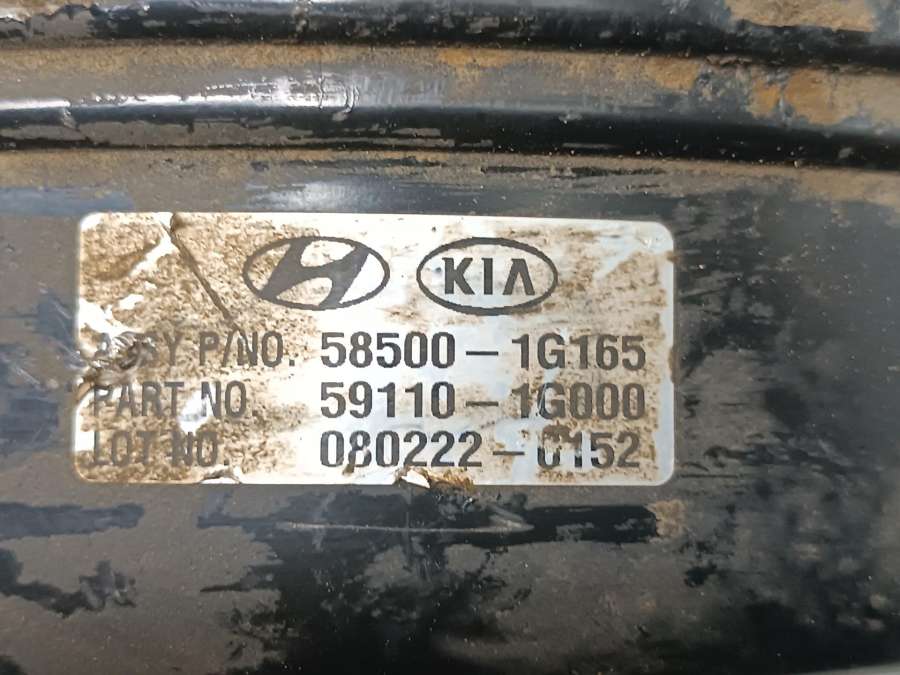 KIA
ASSY P/NO. 58500-1G165
PART NO. 59110-1G000
LOT NO. 080222-0152